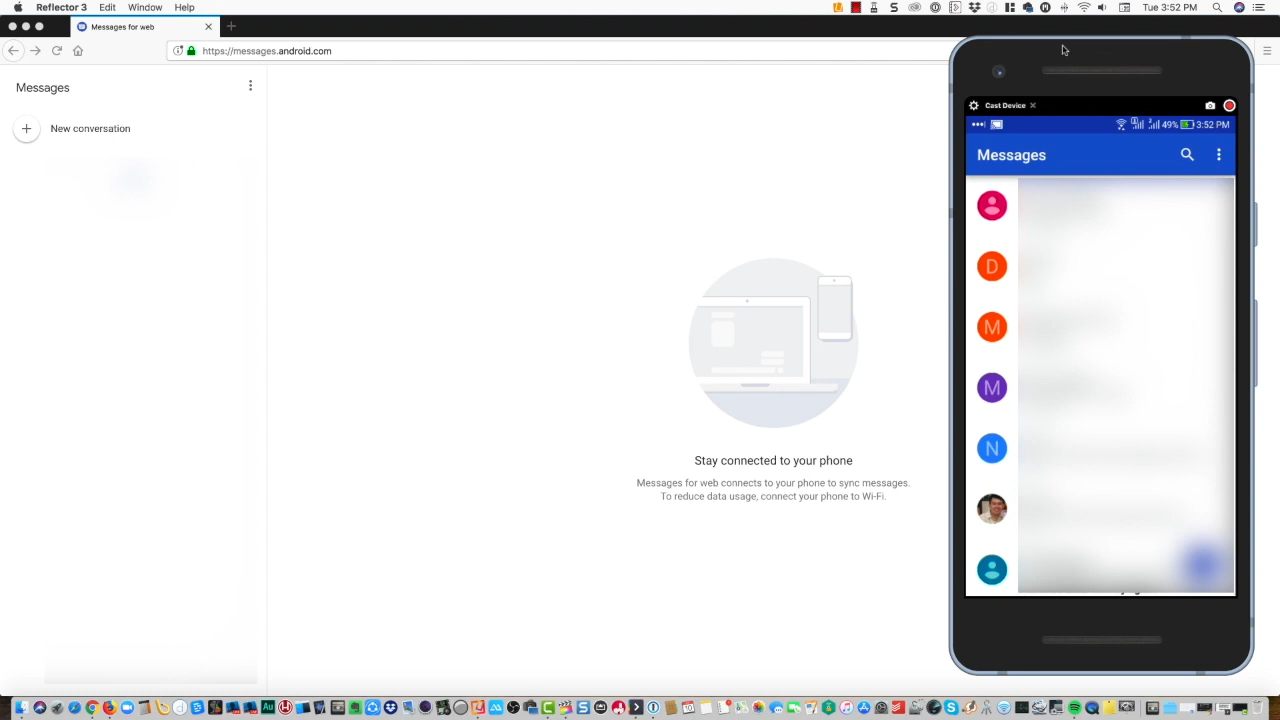 Reflector 3 Edit Window Help
Tue 3:52 PM
Messages for web
https://messages.android.com
Messages
New conversation
Stay connected to your phone
Messages for web connects to your phone to sync messages.
To reduce data usage, connect your phone to Wi-Fi.
Cast Device
49% 3:52 PM
Messages
D
M
M
N